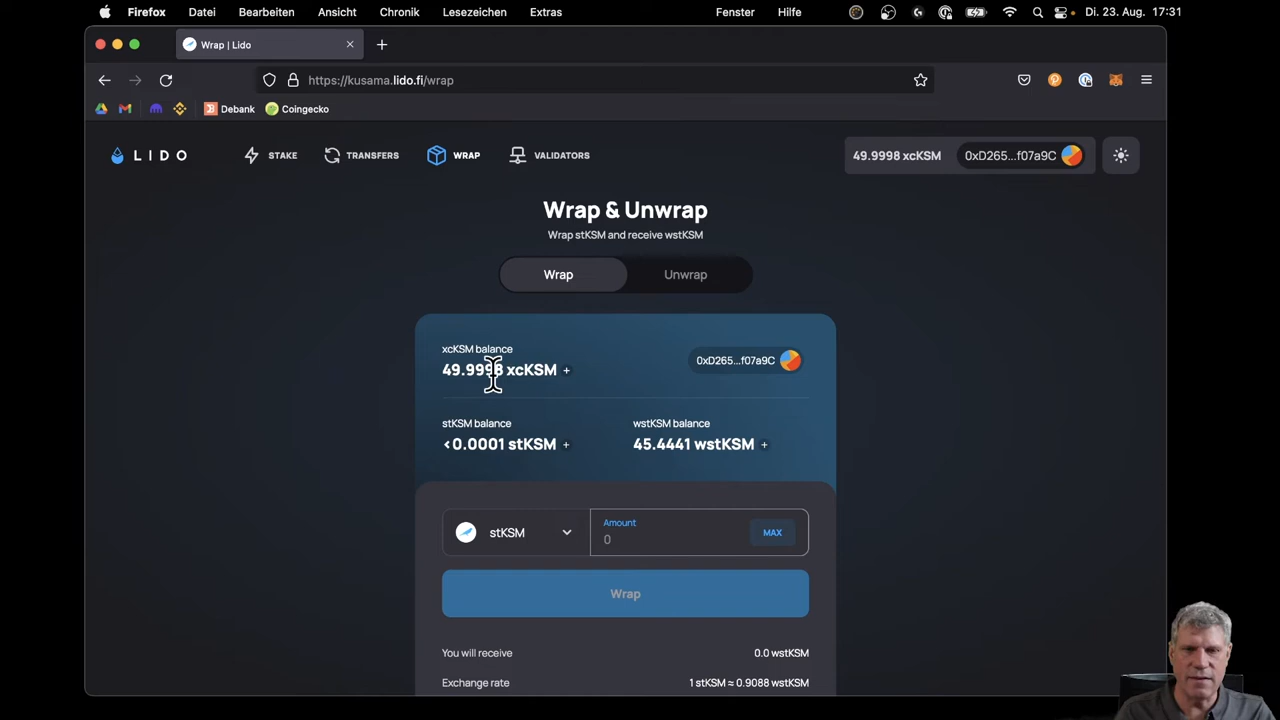 Firefox Datei Bearbeiten Ansicht Chronik Lesezeichen Extras Fenster Hilfe Di. 23. Aug. 17:31
Wrap | Lido
https://kusama.lido.fi/wrap
Debank Coingecko
LIDO STAKE TRANSFERS WRAP VALIDATORS 49.9998 xcKSM 0xD265...f07a9C
Wrap & Unwrap
Wrap stKSM and receive wstKSM
Wrap Unwrap
xcKSM balance
49.9998 xcKSM +
0xD265...f07a9C
stKSM balance wstKSM balance
<0.0001 stKSM + 45.4441 wstKSM +
stKSM Amount
0 MAX
Wrap
You will receive 0.0 wstKSM
Exchange rate 1 stKSM ≈ 0.9088 wstKSM